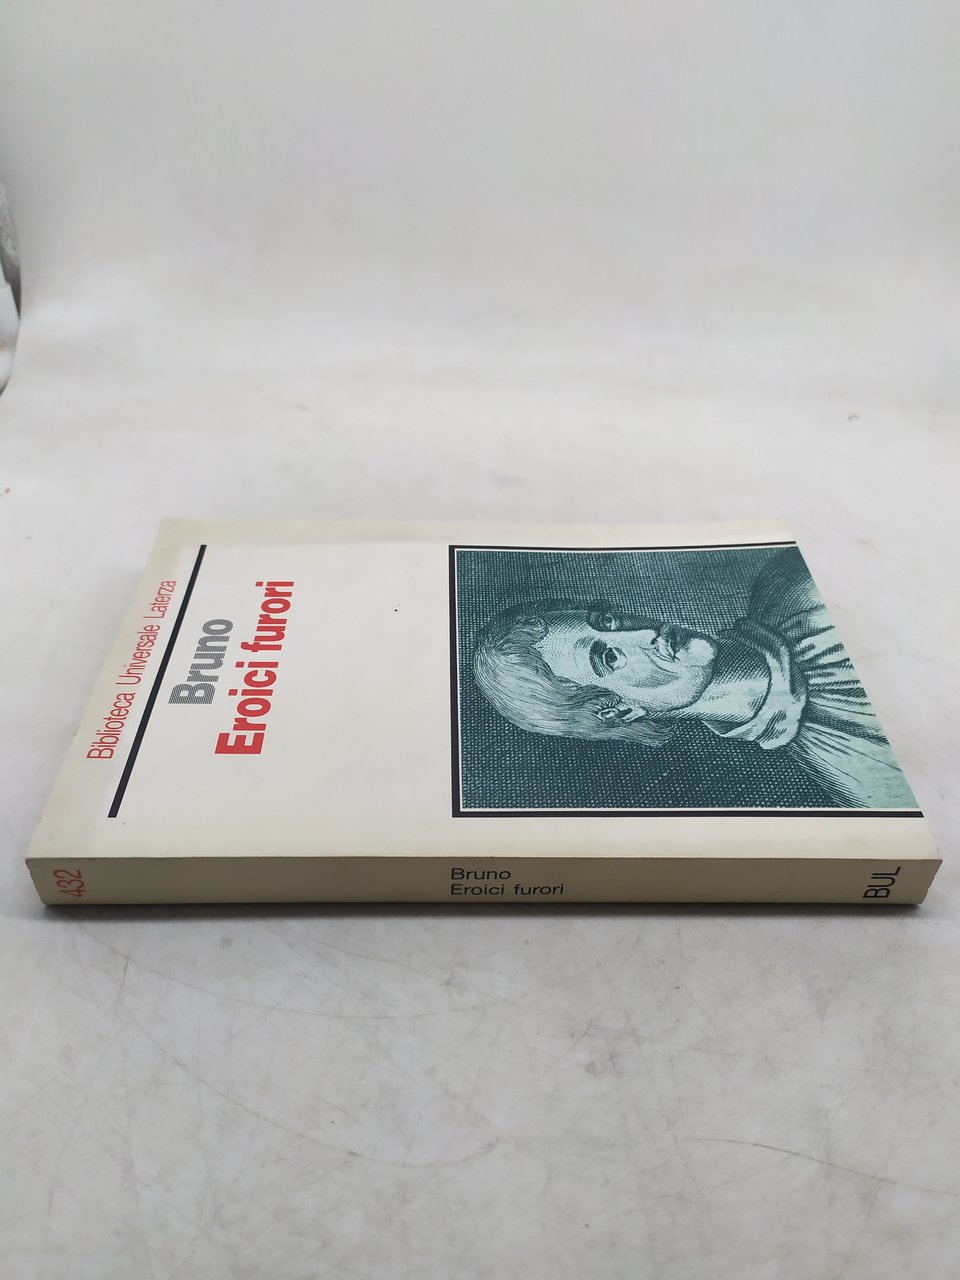 Biblioteca Universale Laterza
Bruno
Eroici furori
432
Bruno
Eroici furori
BUL